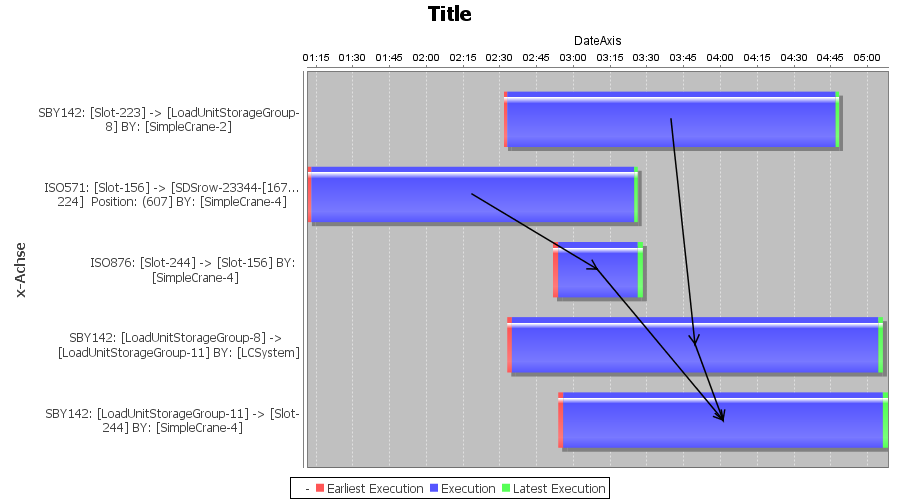 Title
DateAxis
01:15 01:30 01:45 02:00 02:15 02:30 02:45 03:00 03:15 03:30 03:45 04:00 04:15 04:30 04:45 05:00
x-Achse
SBY142: [Slot-223] -> [LoadUnitStorageGroup-
8] BY: [SimpleCrane-2]
ISO571: [Slot-156] -> [SDSrow-23344-[167...
224] Position: (607] BY: [SimpleCrane-4]
ISO876: [Slot-244] -> [Slot-156] BY:
[SimpleCrane-4]
SBY142: [LoadUnitStorageGroup-8] ->
[LoadUnitStorageGroup-11] BY: [LCSystem]
SBY142: [LoadUnitStorageGroup-11] -> [Slot-
244] BY: [SimpleCrane-4]
- Earliest Execution Execution Latest Execution